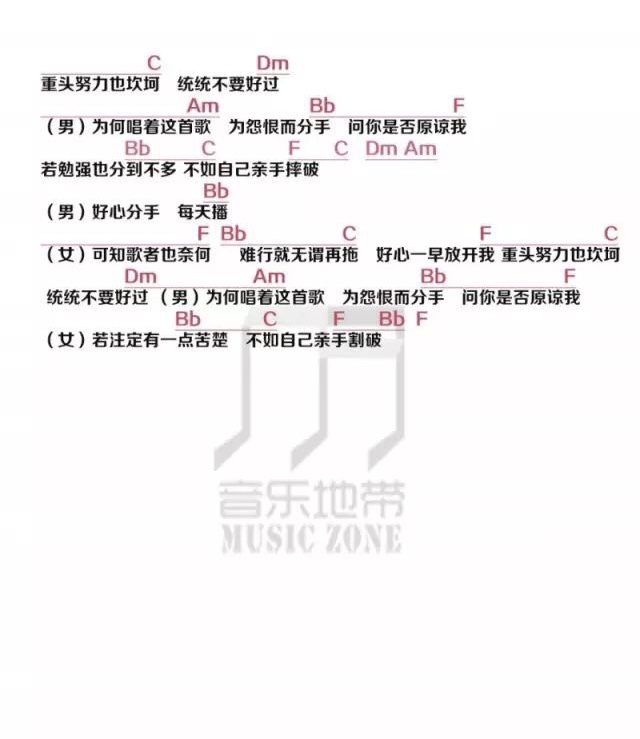 C Dm
重头努力也坎坷 统统不要好过
Am Bb F
（男）为何唱着这首歌 为怨恨而分手 问你是否原谅我
Bb C F C Dm Am
若勉强也分到不多 不如自己亲手摔破
Bb
（男）好心分手 每天播
F Bb C F C
（女）可知歌者也奈何 难行就无谓再拖 好心一早放开我 重头努力也坎坷
Dm Am Bb F
统统不要好过 （男）为何唱着这首歌 为怨恨而分手 问你是否原谅我
Bb C F Bb F
（女）若注定有一点苦楚 不如自己亲手割破
音乐地带
MUSIC ZONE